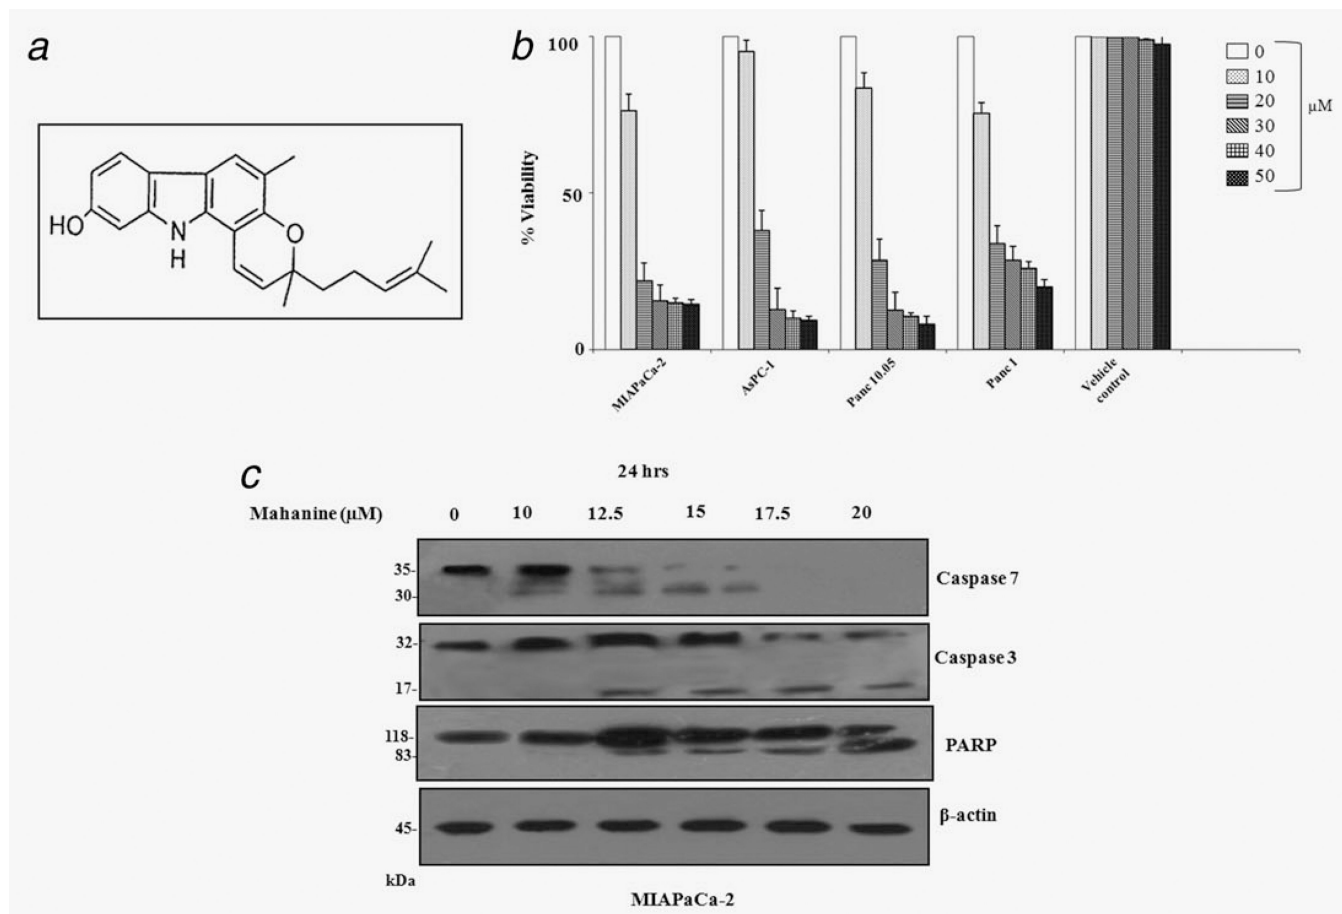 a
HO
N
H
O
b
100
50
0
% Viability
MIAPaCa-2
AsPC-1
Panc 10.05
Panc 1
Vehicle
control
0
10
20
30
40
50
µM
c
24 hrs
Mahanine (µM) 0 10 12.5 15 17.5 20
35-
30-
Caspase 7
32-
17-
Caspase 3
118-
83-
PARP
45-
β-actin
kDa
MIAPaCa-2